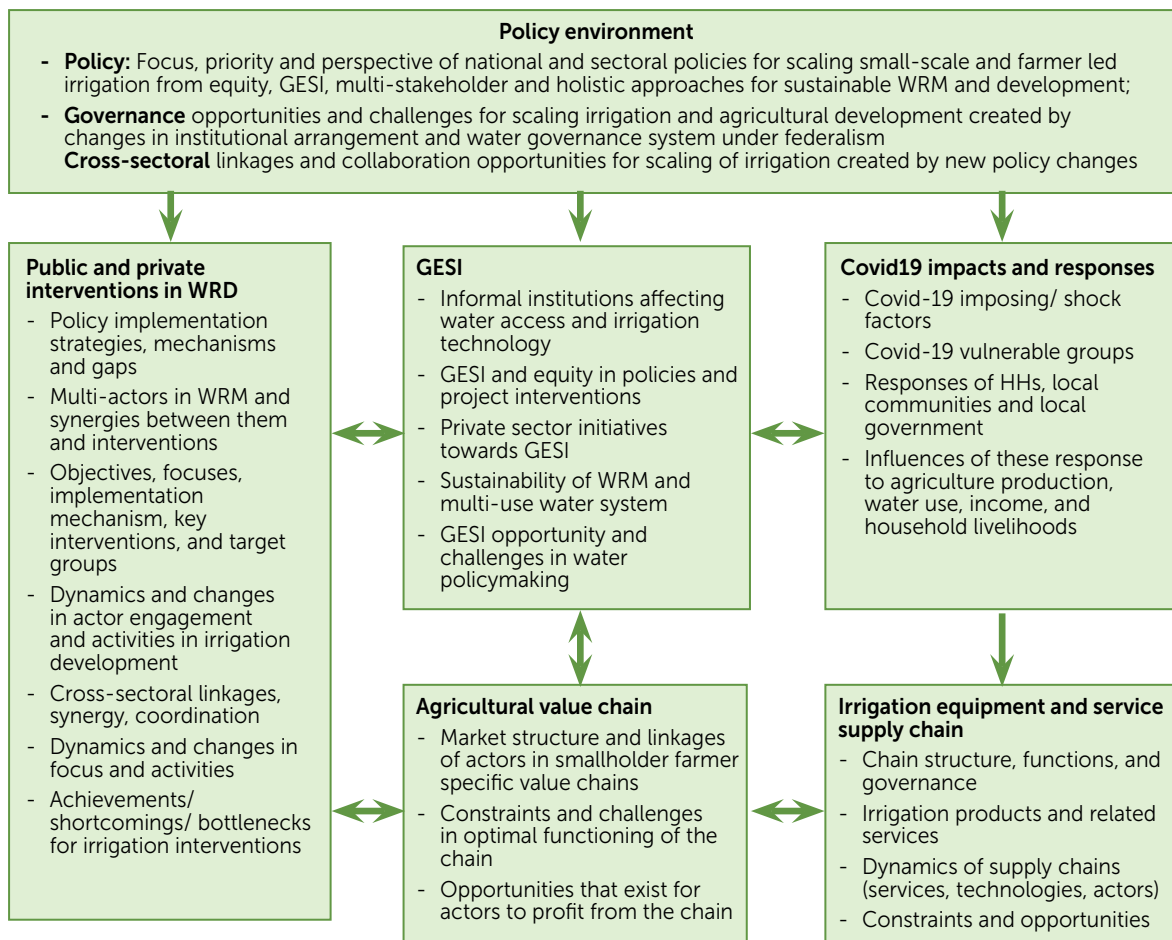 Policy environment
- Policy: Focus, priority and perspective of national and sectoral policies for scaling small-scale and farmer led
irrigation from equity, GESI, multi-stakeholder and holistic approaches for sustainable WRM and development;
- Governance opportunities and challenges for scaling irrigation and agricultural development created by
changes in institutional arrangement and water governance system under federalism
Cross-sectoral linkages and collaboration opportunities for scaling of irrigation created by new policy changes
Public and private
interventions in WRD
- Policy implementation
strategies, mechanisms
and gaps
- Multi-actors in WRM and
synergies between them
and interventions
- Objectives, focuses,
implementation
mechanism, key
interventions, and target
groups
- Dynamics and changes
in actor engagement
and activities in irrigation
development
- Cross-sectoral linkages,
synergy, coordination
- Dynamics and changes in
focus and activities
- Achievements/
shortcomings/ bottlenecks
for irrigation interventions
GESI
- Informal institutions affecting
water access and irrigation
technology
- GESI and equity in policies and
project interventions
- Private sector initiatives
towards GESI
- Sustainability of WRM and
multi-use water system
- GESI opportunity and
challenges in water
policymaking
Covid19 impacts and responses
- Covid-19 imposing/ shock
factors
- Covid-19 vulnerable groups
- Responses of HHs, local
communities and local
government
- Influences of these response
to agriculture production,
water use, income, and
household livelihoods
Agricultural value chain
- Market structure and linkages
of actors in smallholder farmer
specific value chains
- Constraints and challenges
in optimal functioning of the
chain
- Opportunities that exist for
actors to profit from the chain
Irrigation equipment and service
supply chain
- Chain structure, functions, and
governance
- Irrigation products and related
services
- Dynamics of supply chains
(services, technologies, actors)
- Constraints and opportunities